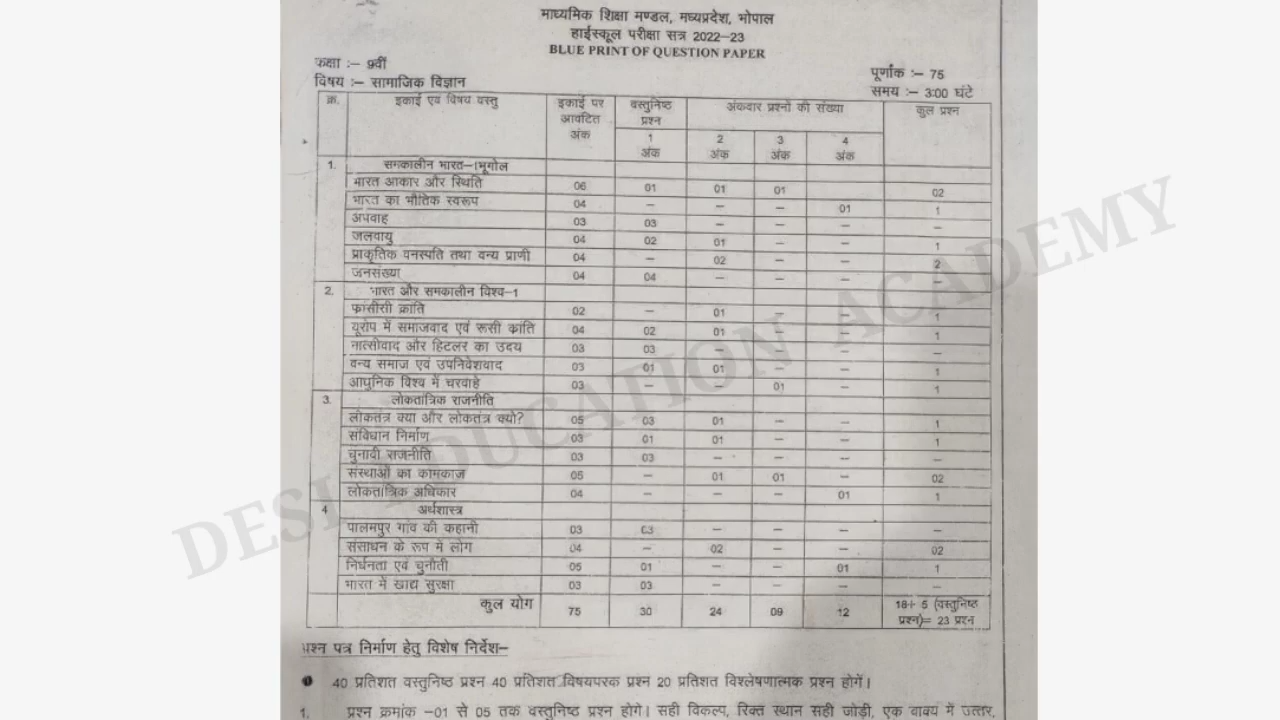 माध्यमिक शिक्षा मण्डल, मध्यप्रदेश, भोपाल
हाईस्कूल परीक्षा सत्र 2022–23
BLUE PRINT OF QUESTION PAPER
कक्षा :– 9वीं
पूर्णांक :– 75
विषय :– सामाजिक विज्ञान
समय :– 3:00 घंटे
क्र. इकाई एवं विषय वस्तु इकाई पर आवंटित अंक वस्तुनिष्ठ प्रश्न अंकवार प्रश्नों की संख्या कुल प्रश्न
1 अंक 2 अंक 3 अंक 4 अंक
1. समकालीन भारत–1भूगोल
भारत आकार और स्थिति 06 01 01 01 02
भारत का भौतिक स्वरूप 04 – – – 01 1
अपवाह 03 03 – – – –
जलवायु 04 02 01 – – 1
प्राकृतिक वनस्पति तथा वन्य प्राणी 04 – 02 – – 2
जनसंख्या 04 04 – – – –
2. भारत और समकालीन विश्व–1
फ्रांसीसी क्रांति 02 – 01 – – 1
यूरोप में समाजवाद एवं रूसी क्रांति 04 02 01 – – 1
नात्सीवाद और हिटलर का उदय 03 03 – – – –
वन्य समाज एवं उपनिवेशवाद 03 01 01 – – 1
आधुनिक विश्व में चरवाहे 03 – – 01 – 1
3. लोकतांत्रिक राजनीति
लोकतंत्र क्या और लोकतंत्र क्यों? 05 03 01 – – 1
संविधान निर्माण 03 01 01 – – 1
चुनावी राजनीति 03 03 – – – –
संस्थाओं का कामकाज 05 – 01 01 – 02
लोकतांत्रिक अधिकार 04 – – – 01 1
4 अर्थशास्त्र
पालमपुर गांव की कहानी 03 03 – – – –
संसाधन के रूप में लोग 04 – 02 – – 02
निर्धनता एवं चुनौती 05 01 – – 01 1
भारत में खाद्य सुरक्षा 03 03 – – – –
कुल योग 75 30 24 09 12 18+ 5 (वस्तुनिष्ठ प्रश्न)= 23 प्रश्न
प्रश्न पत्र निर्माण हेतु विशेष निर्देश–
40 प्रतिशत वस्तुनिष्ठ प्रश्न 40 प्रतिशत विषयपरक प्रश्न 20 प्रतिशत विश्लेषणात्मक प्रश्न होगें।
1. प्रश्न क्रमांक –01 से 05 तक वस्तुनिष्ठ प्रश्न होगे। सही विकल्प, रिक्त स्थान सही जोड़ी, एक वाक्य में उत्तर,
DESI EDUCATION ACADEMY